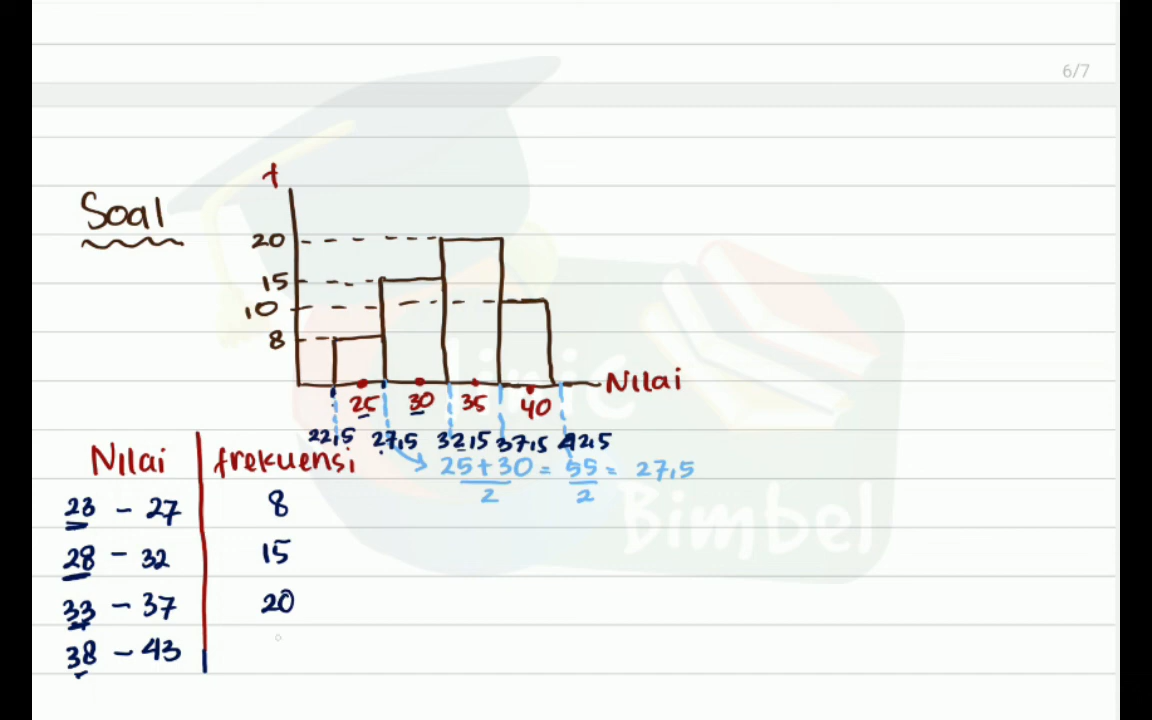 6/7
f
Soal
20
15
10
8
Nilai
25 30 35 40
22,5 27,5 32,5 37,5 42,5
25+30 = 55 = 27,5
2 2
Nilai frekuensi
23 - 27 8
28 - 32 15
33 - 37 20
38 - 43
Clinic
Bimbel